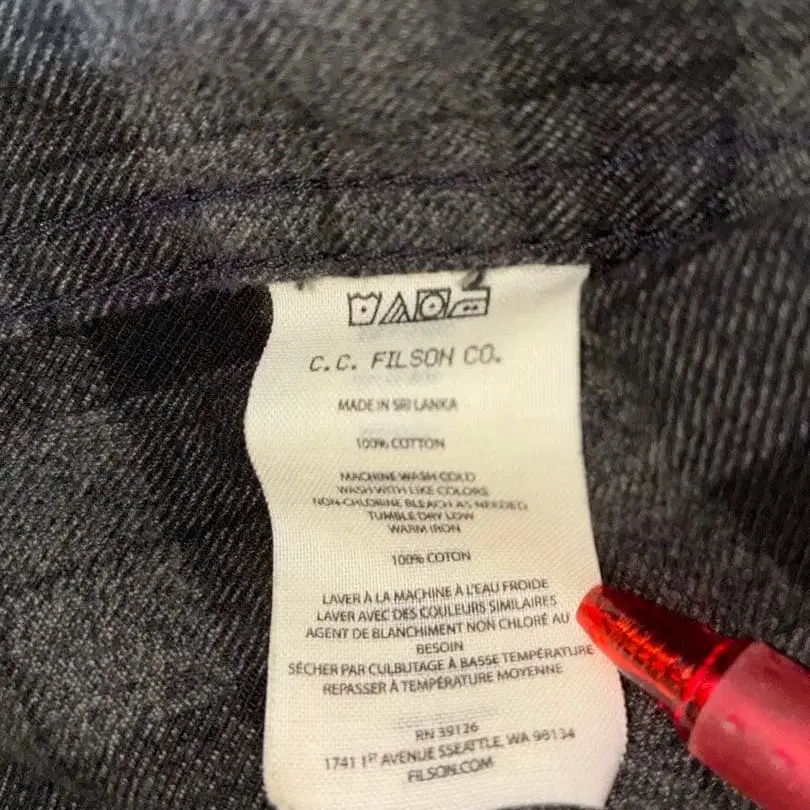 C.C. FILSON CO.
MADE IN SRI LANKA
100% COTTON
MACHINE WASH COLD
WASH WITH LIKE COLORS
NON-CHLORINE BLEACH AS NEEDED
TUMBLE DRY LOW
WARM IRON
100% COTON
LAVER À LA MACHINE À L'EAU FROIDE
LAVER AVEC DES COULEURS SIMILAIRES
AGENT DE BLANCHIMENT NON CHLORÉ AU
BESOIN
SÉCHER PAR CULBUTAGE À BASSE TEMPÉRATURE
REPASSER À TEMPÉRATURE MOYENNE
RN 39126
1741 1ST AVENUE SSEATTLE, WA 98134
FILSON.COM